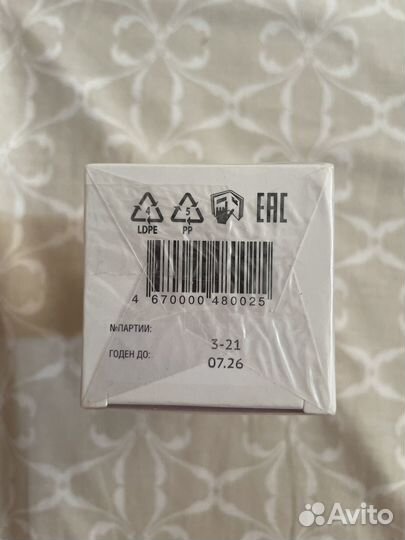 4 5 EAC
LDPE PP
4 670000 480025
№ПАРТИИ: 3-21
ГОДЕН ДО: 07.26
Avito